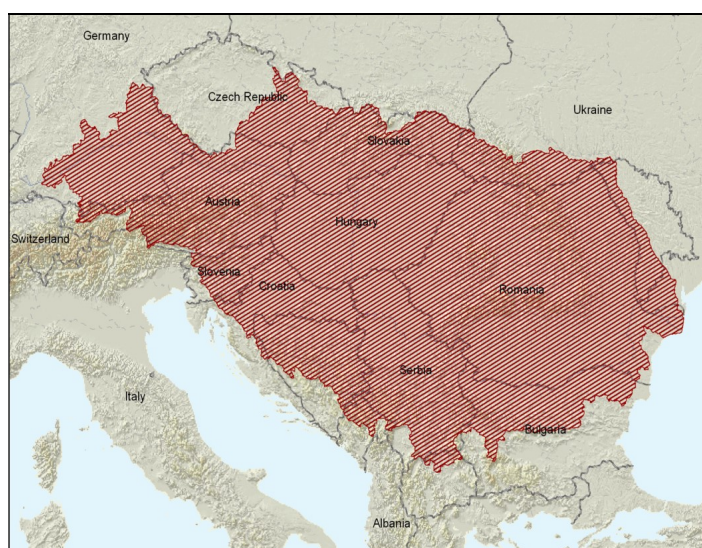 Germany
Czech Republic
Ukraine
Slovakia
Austria
Hungary
Switzerland
Slovenia
Croatia
Romania
Serbia
Italy
Bulgaria
Albania